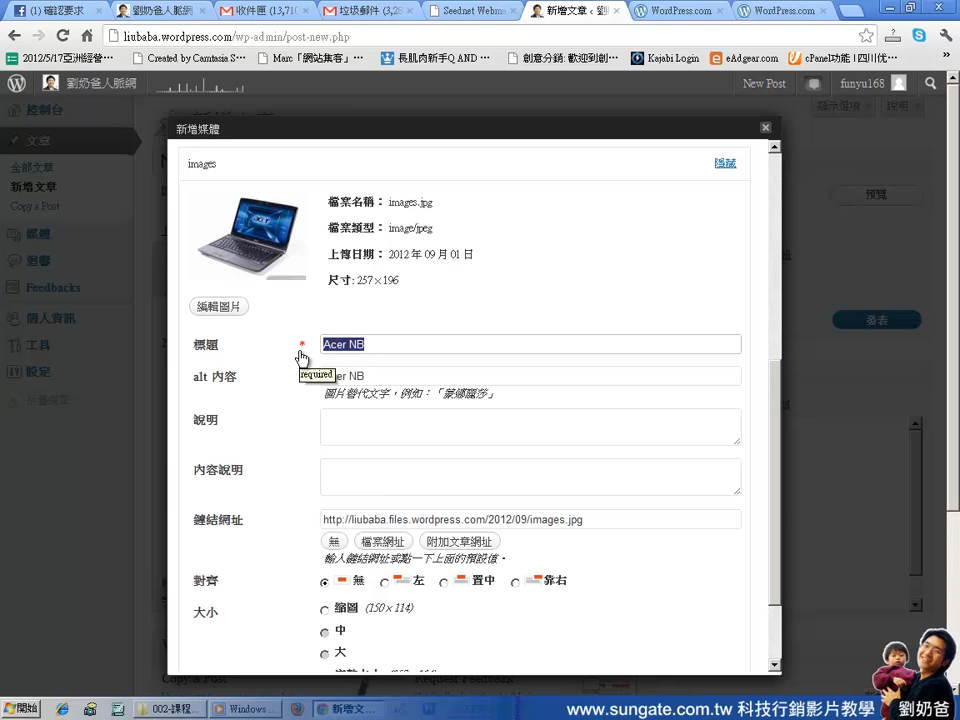 (1) 確認要求
劉奶爸人脈網
收件匣 (13,71
垃圾郵件 (3,28
Seednet Webma
新增文章 ‹ 劉
WordPress.com
WordPress.com
liubaba.wordpress.com/wp-admin/post-new.php
2012/5/17亞洲經營…
Created by Camtasia S…
Marc「網站集客」…
長肌內新手Q AND …
創意分銷: 歡迎到創…
Kajabi Login
eAdgear.com
cPanel功能 | 四川优…
劉奶爸人脈網
New Post
funyu168
控制台
顯示選項
說明
文章
全部文章
新增文章
Copy a Post
媒體
迴響
Feedbacks
個人資訊
工具
設定
預覽
發表
新增媒體
images
隱藏
檔案名稱： images.jpg
檔案類型： image/jpeg
上傳日期： 2012 年 09 月 01 日
尺寸: 257 × 196
編輯圖片
標題 * Acer NB
required
alt 內容 er NB
圖片替代文字，例如：「蒙娜麗莎」
說明
內容說明
鏈結網址 http://liubaba.files.wordpress.com/2012/09/images.jpg
無 檔案網址 附加文章網址
輸入鏈結網址或點一下上面的預設值。
對齊 無 左 置中 靠右
大小 縮圖 (150 × 114)
中
大
Copy a Post
Request Feedback
開始
002-課程…
Windows…
新增文…
www.sungate.com.tw 科技行銷影片教學 劉奶爸